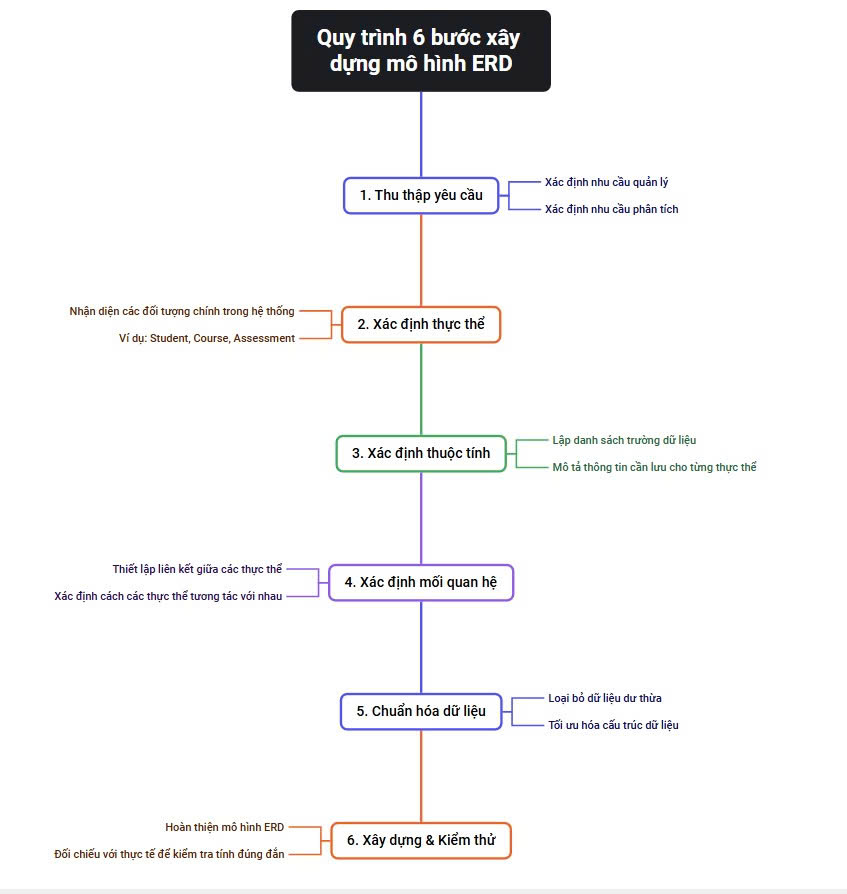 Quy trình 6 bước xây
dựng mô hình ERD
1. Thu thập yêu cầu
Xác định nhu cầu quản lý
Xác định nhu cầu phân tích
Nhận diện các đối tượng chính trong hệ thống
Ví dụ: Student, Course, Assessment
2. Xác định thực thể
3. Xác định thuộc tính
Lập danh sách trường dữ liệu
Mô tả thông tin cần lưu cho từng thực thể
Thiết lập liên kết giữa các thực thể
Xác định cách các thực thể tương tác với nhau
4. Xác định mối quan hệ
5. Chuẩn hóa dữ liệu
Loại bỏ dữ liệu dư thừa
Tối ưu hóa cấu trúc dữ liệu
Hoàn thiện mô hình ERD
Đối chiếu với thực tế để kiểm tra tính đúng đắn
6. Xây dựng & Kiểm thử